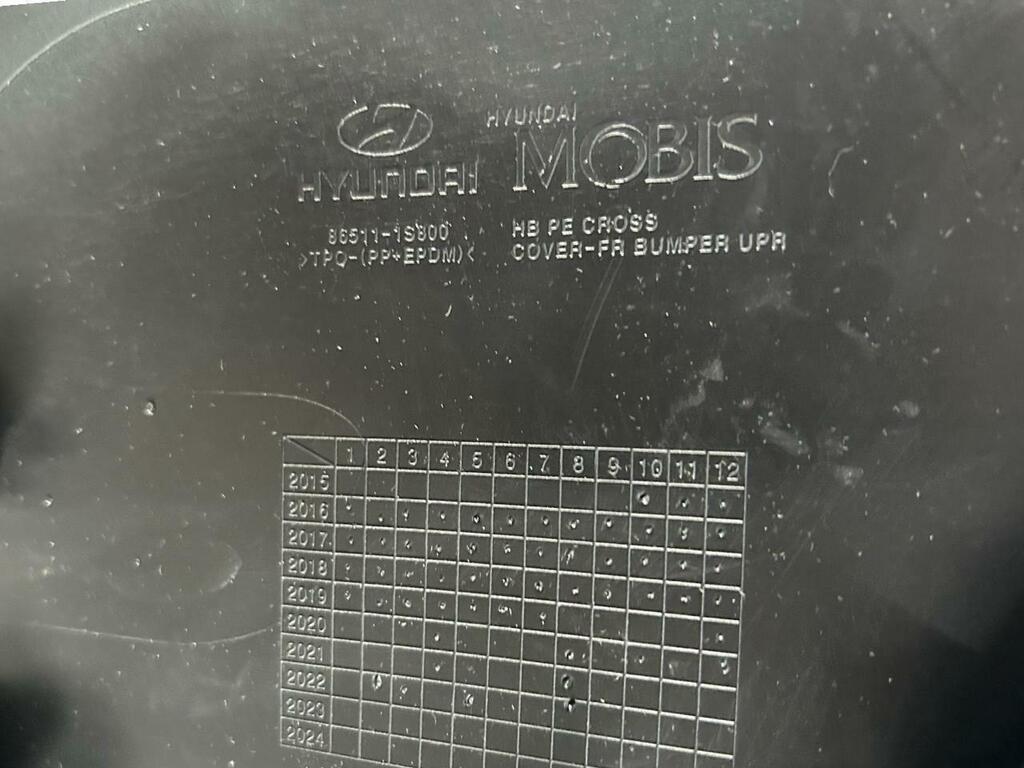 HYUNDAI
HYUNDAI
MOBIS
86511-1S800
>TPO-(PP+EPDM)<
HB PE CROSS
COVER-FR BUMPER UPR
1 2 3 4 5 6 7 8 9 10 11 12
2015
2016
2017
2018
2019
2020
2021
2022
2023
2024